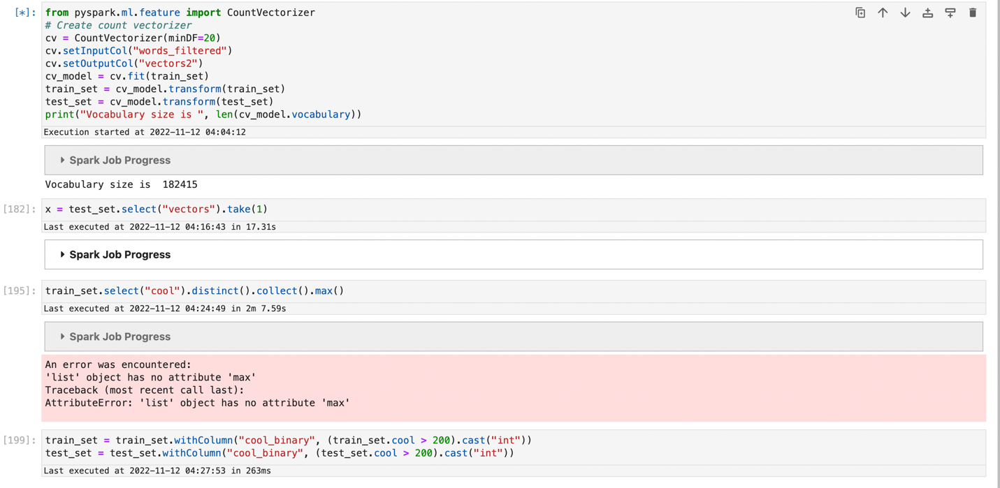 [*]: from pyspark.ml.feature import CountVectorizer
# Create count vectorizer
cv = CountVectorizer(minDF=20)
cv.setInputCol("words_filtered")
cv.setOutputCol("vectors2")
cv_model = cv.fit(train_set)
train_set = cv_model.transform(train_set)
test_set = cv_model.transform(test_set)
print("Vocabulary size is ", len(cv_model.vocabulary))
Execution started at 2022-11-12 04:04:12
Spark Job Progress
Vocabulary size is  182415
[182]: x = test_set.select("vectors").take(1)
Last executed at 2022-11-12 04:16:43 in 17.31s
Spark Job Progress
[195]: train_set.select("cool").distinct().collect().max()
Last executed at 2022-11-12 04:24:49 in 2m 7.59s
Spark Job Progress
An error was encountered:
'list' object has no attribute 'max'
Traceback (most recent call last):
AttributeError: 'list' object has no attribute 'max'
[199]: train_set = train_set.withColumn("cool_binary", (train_set.cool > 200).cast("int"))
test_set = test_set.withColumn("cool_binary", (test_set.cool > 200).cast("int"))
Last executed at 2022-11-12 04:27:53 in 263ms